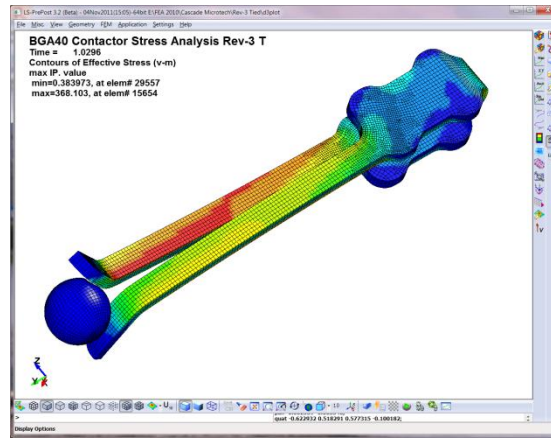 LS-PrePost 3.2 (Beta) - 04Nov2011(15:05)-64bit E:\FEA 2010\Cascade Microtech\Rev-3 Tied\d3plot
File Misc View Geometry FEM Application Settings Help
BGA40 Contactor Stress Analysis Rev-3 T
Time = 1.0296
Contours of Effective Stress (v-m)
max IP. value
min=0.383973, at elem# 29557
max=368.103, at elem# 15654
Z
Y
X
>
quat -0.622932 0.518291 0.577315 -0.100182;
Display Options